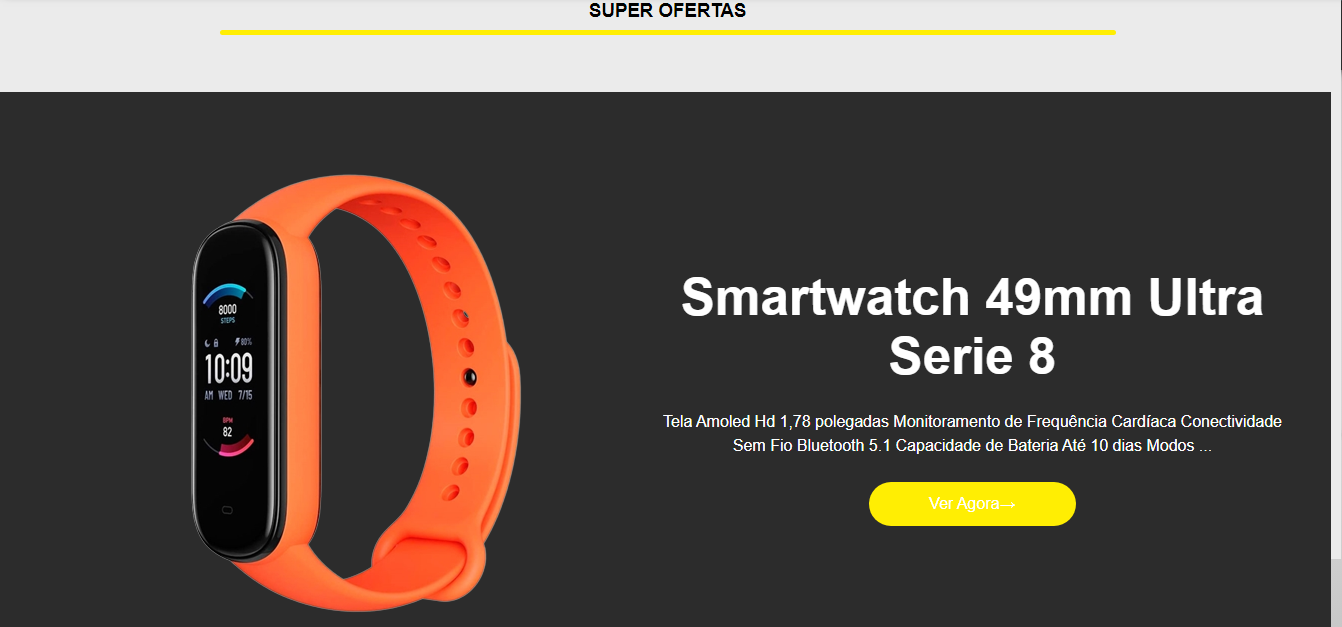 SUPER OFERTAS
8000
STEPS
80%
10:09
AM WED 7/15
BPM
82
Smartwatch 49mm Ultra
Serie 8
Tela Amoled Hd 1,78 polegadas Monitoramento de Frequência Cardíaca Conectividade
Sem Fio Bluetooth 5.1 Capacidade de Bateria Até 10 dias Modos ...
Ver Agora→